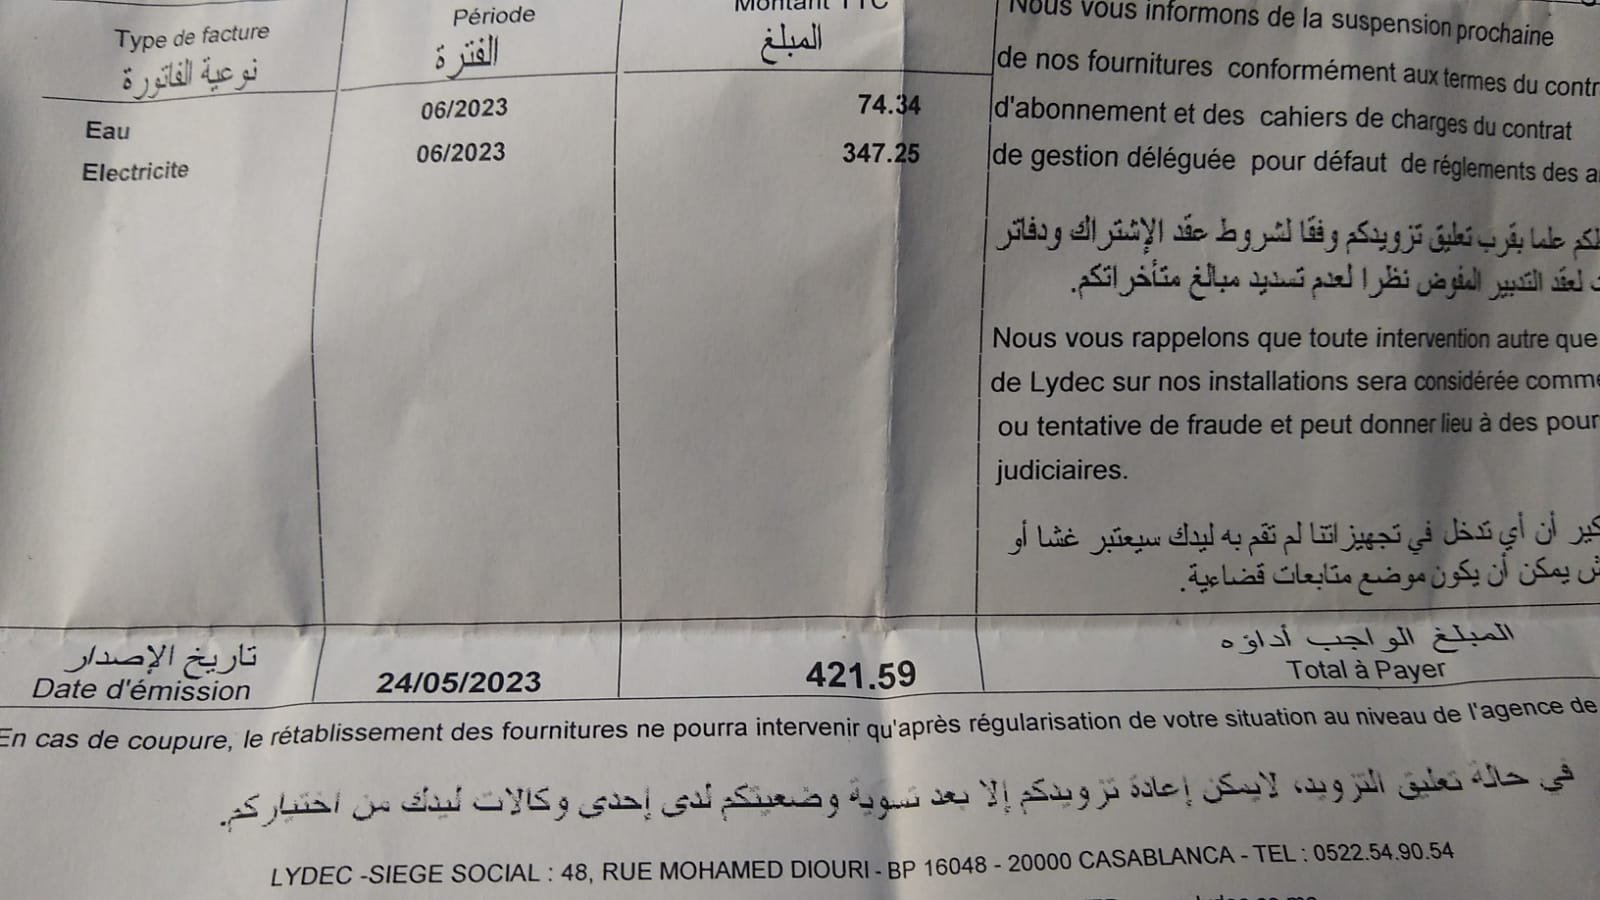 Type de facture
نوعية الفاتورة
Période
الفترة
Montant TTC
المبلغ
Eau 06/2023 74.34
Electricite 06/2023 347.25
Nous vous informons de la suspension prochaine
de nos fournitures conformément aux termes du contr
d'abonnement et des cahiers de charges du contrat
de gestion déléguée pour défaut de réglements des
علما بقرب تعليق تزويدكم وفقا لشروط عقد الإشتراك ودفاتر
لعقد التدبير المفوض نظرا لعدم تسديد مبالغ متأخراتكم.
Nous vous rappelons que toute intervention autre que
de Lydec sur nos installations sera considérée comme
ou tentative de fraude et peut donner lieu à des pour
judiciaires.
أن أي تدخل في تجهيزاتنا لم تقم به ليدك سيعتبر غشا أو
يمكن أن يكون موضع متابعات قضاعية.
تاريخ الإصدار
Date d'émission
24/05/2023
421.59
المبلغ الواجب أداؤه
Total à Payer
En cas de coupure, le rétablissement des fournitures ne pourra intervenir qu'après régularisation de votre situation au niveau de l'agence de
في حالة تعليق التزويد، لايمكن إعادة تزويدكم إلا بعد تسوية وضعيتكم لدى إحدى وكالات ليدك من اختياركم.
LYDEC -SIEGE SOCIAL : 48, RUE MOHAMED DIOURI - BP 16048 - 20000 CASABLANCA - TEL : 0522.54.90.54